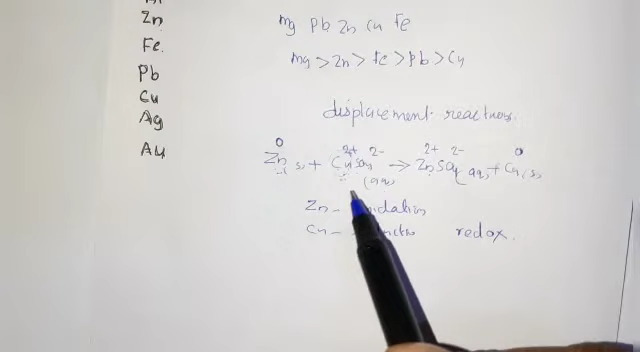 Zn
Fe
Pb
Cu
Ag
Au
Mg Pb Zn Cu Fe
Mg > Zn > Fe > Pb > Cu
displacement reactions.
0 2+ 2- 2+ 2- 0
Zn(s) + CuSO4 (aq) → ZnSO4 (aq) + Cu(s)
Zn -
Cu - redox.